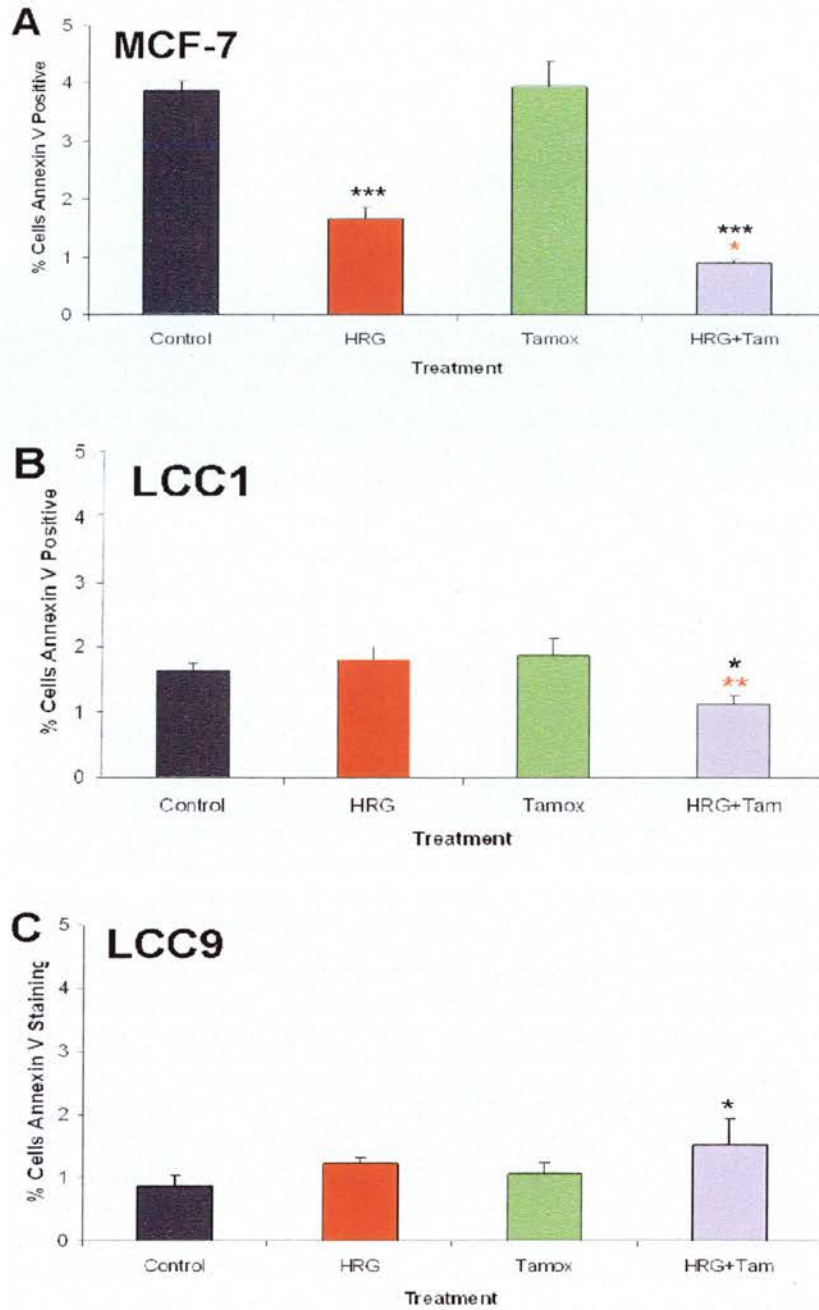 A
MCF-7
5
4
3
2
1
0
% Cells Annexin V Positive
***
***
*
Control HRG Tamox HRG+Tam
Treatment
B
LCC1
5
4
3
2
1
0
% Cells Annexin V Positive
*
**
Control HRG Tamox HRG+Tam
Treatment
C
LCC9
5
4
3
2
1
0
% Cells Annexin V Staining
*
Control HRG Tamox HRG+Tam
Treatment